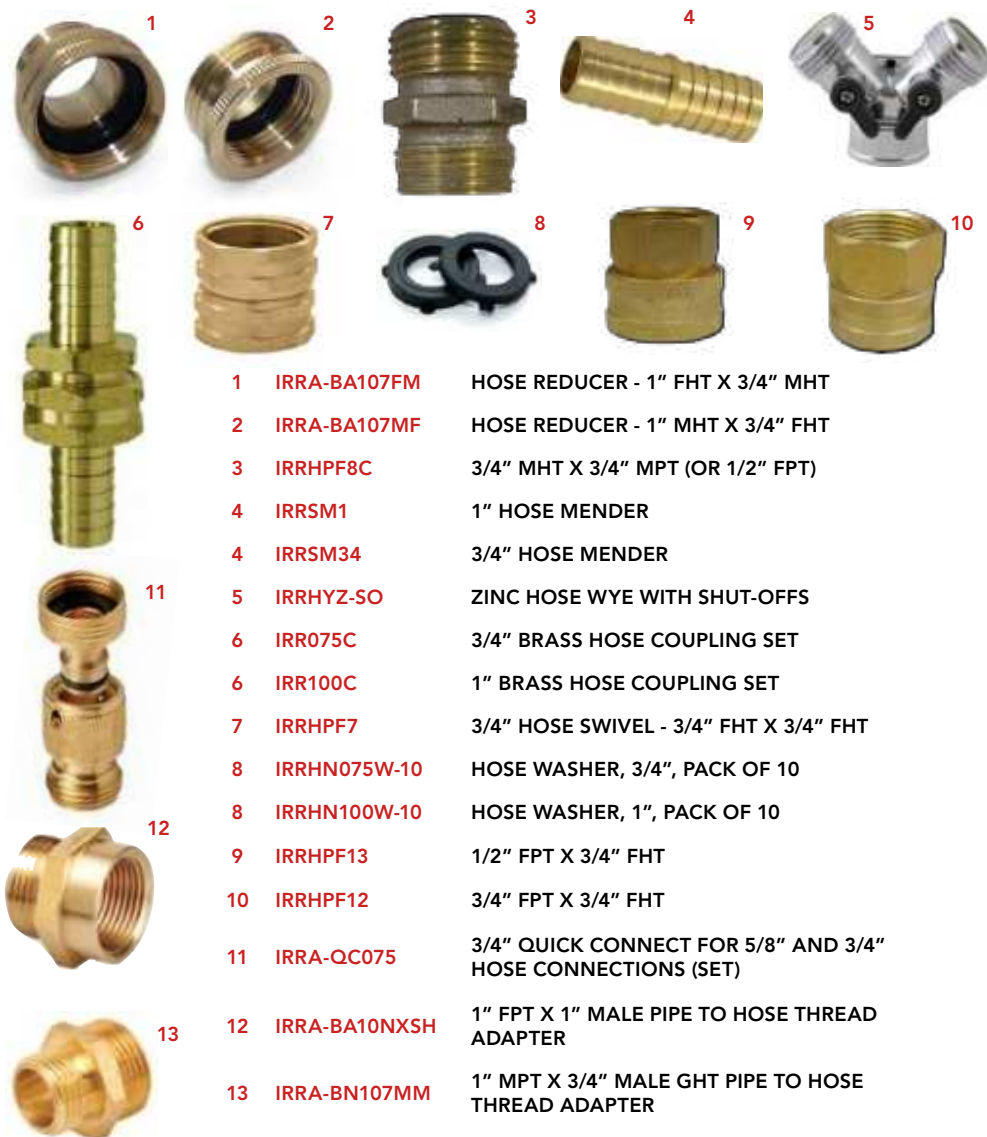 1
2
3
4
5
6
7
8
9
10
1 IRRA-BA107FM HOSE REDUCER - 1" FHT X 3/4" MHT
2 IRRA-BA107MF HOSE REDUCER - 1" MHT X 3/4" FHT
3 IRRHPF8C 3/4" MHT X 3/4" MPT (OR 1/2" FPT)
4 IRRSM1 1" HOSE MENDER
4 IRRSM34 3/4" HOSE MENDER
11
5 IRRHYZ-SO ZINC HOSE WYE WITH SHUT-OFFS
6 IRR075C 3/4" BRASS HOSE COUPLING SET
6 IRR100C 1" BRASS HOSE COUPLING SET
7 IRRHPF7 3/4" HOSE SWIVEL - 3/4" FHT X 3/4" FHT
8 IRRHN075W-10 HOSE WASHER, 3/4", PACK OF 10
8 IRRHN100W-10 HOSE WASHER, 1", PACK OF 10
12
9 IRRHPF13 1/2" FPT X 3/4" FHT
10 IRRHPF12 3/4" FPT X 3/4" FHT
11 IRRA-QC075 3/4" QUICK CONNECT FOR 5/8" AND 3/4"
HOSE CONNECTIONS (SET)
12 IRRA-BA10NXSH 1" FPT X 1" MALE PIPE TO HOSE THREAD
ADAPTER
13
13 IRRA-BN107MM 1" MPT X 3/4" MALE GHT PIPE TO HOSE
THREAD ADAPTER